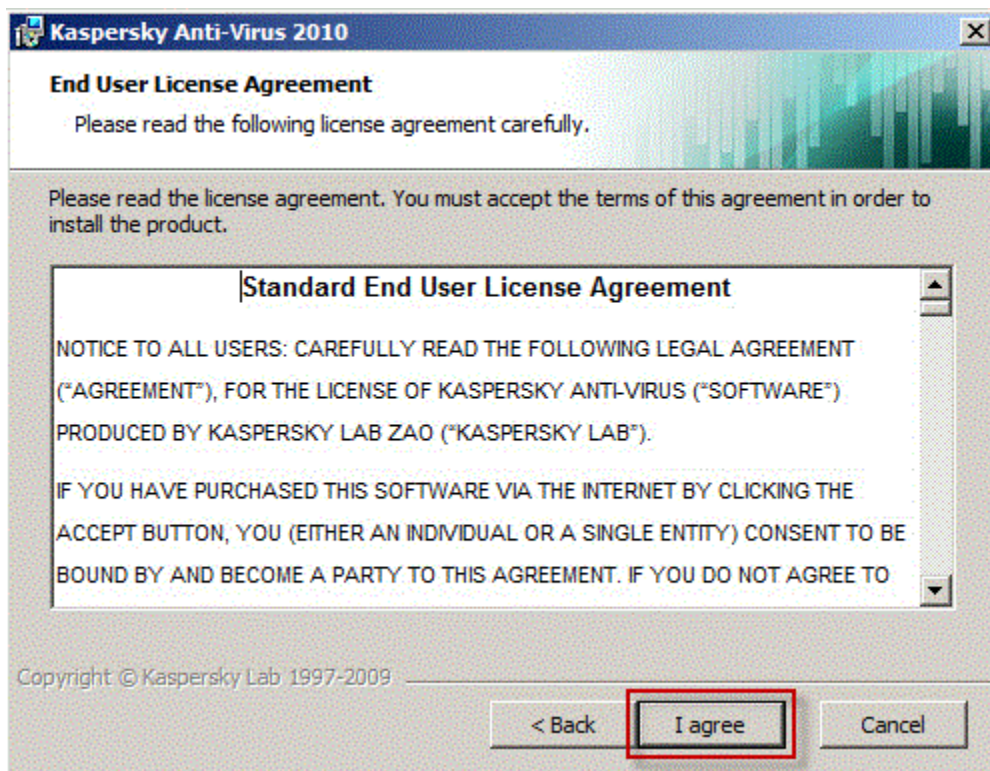 Kaspersky Anti-Virus 2010
End User License Agreement
Please read the following license agreement carefully.
Please read the license agreement. You must accept the terms of this agreement in order to
install the product.
Standard End User License Agreement
NOTICE TO ALL USERS: CAREFULLY READ THE FOLLOWING LEGAL AGREEMENT
(“AGREEMENT”), FOR THE LICENSE OF KASPERSKY ANTI-VIRUS (“SOFTWARE”)
PRODUCED BY KASPERSKY LAB ZAO (“KASPERSKY LAB”).
IF YOU HAVE PURCHASED THIS SOFTWARE VIA THE INTERNET BY CLICKING THE
ACCEPT BUTTON, YOU (EITHER AN INDIVIDUAL OR A SINGLE ENTITY) CONSENT TO BE
BOUND BY AND BECOME A PARTY TO THIS AGREEMENT. IF YOU DO NOT AGREE TO
Copyright © Kaspersky Lab 1997-2009
< Back I agree Cancel